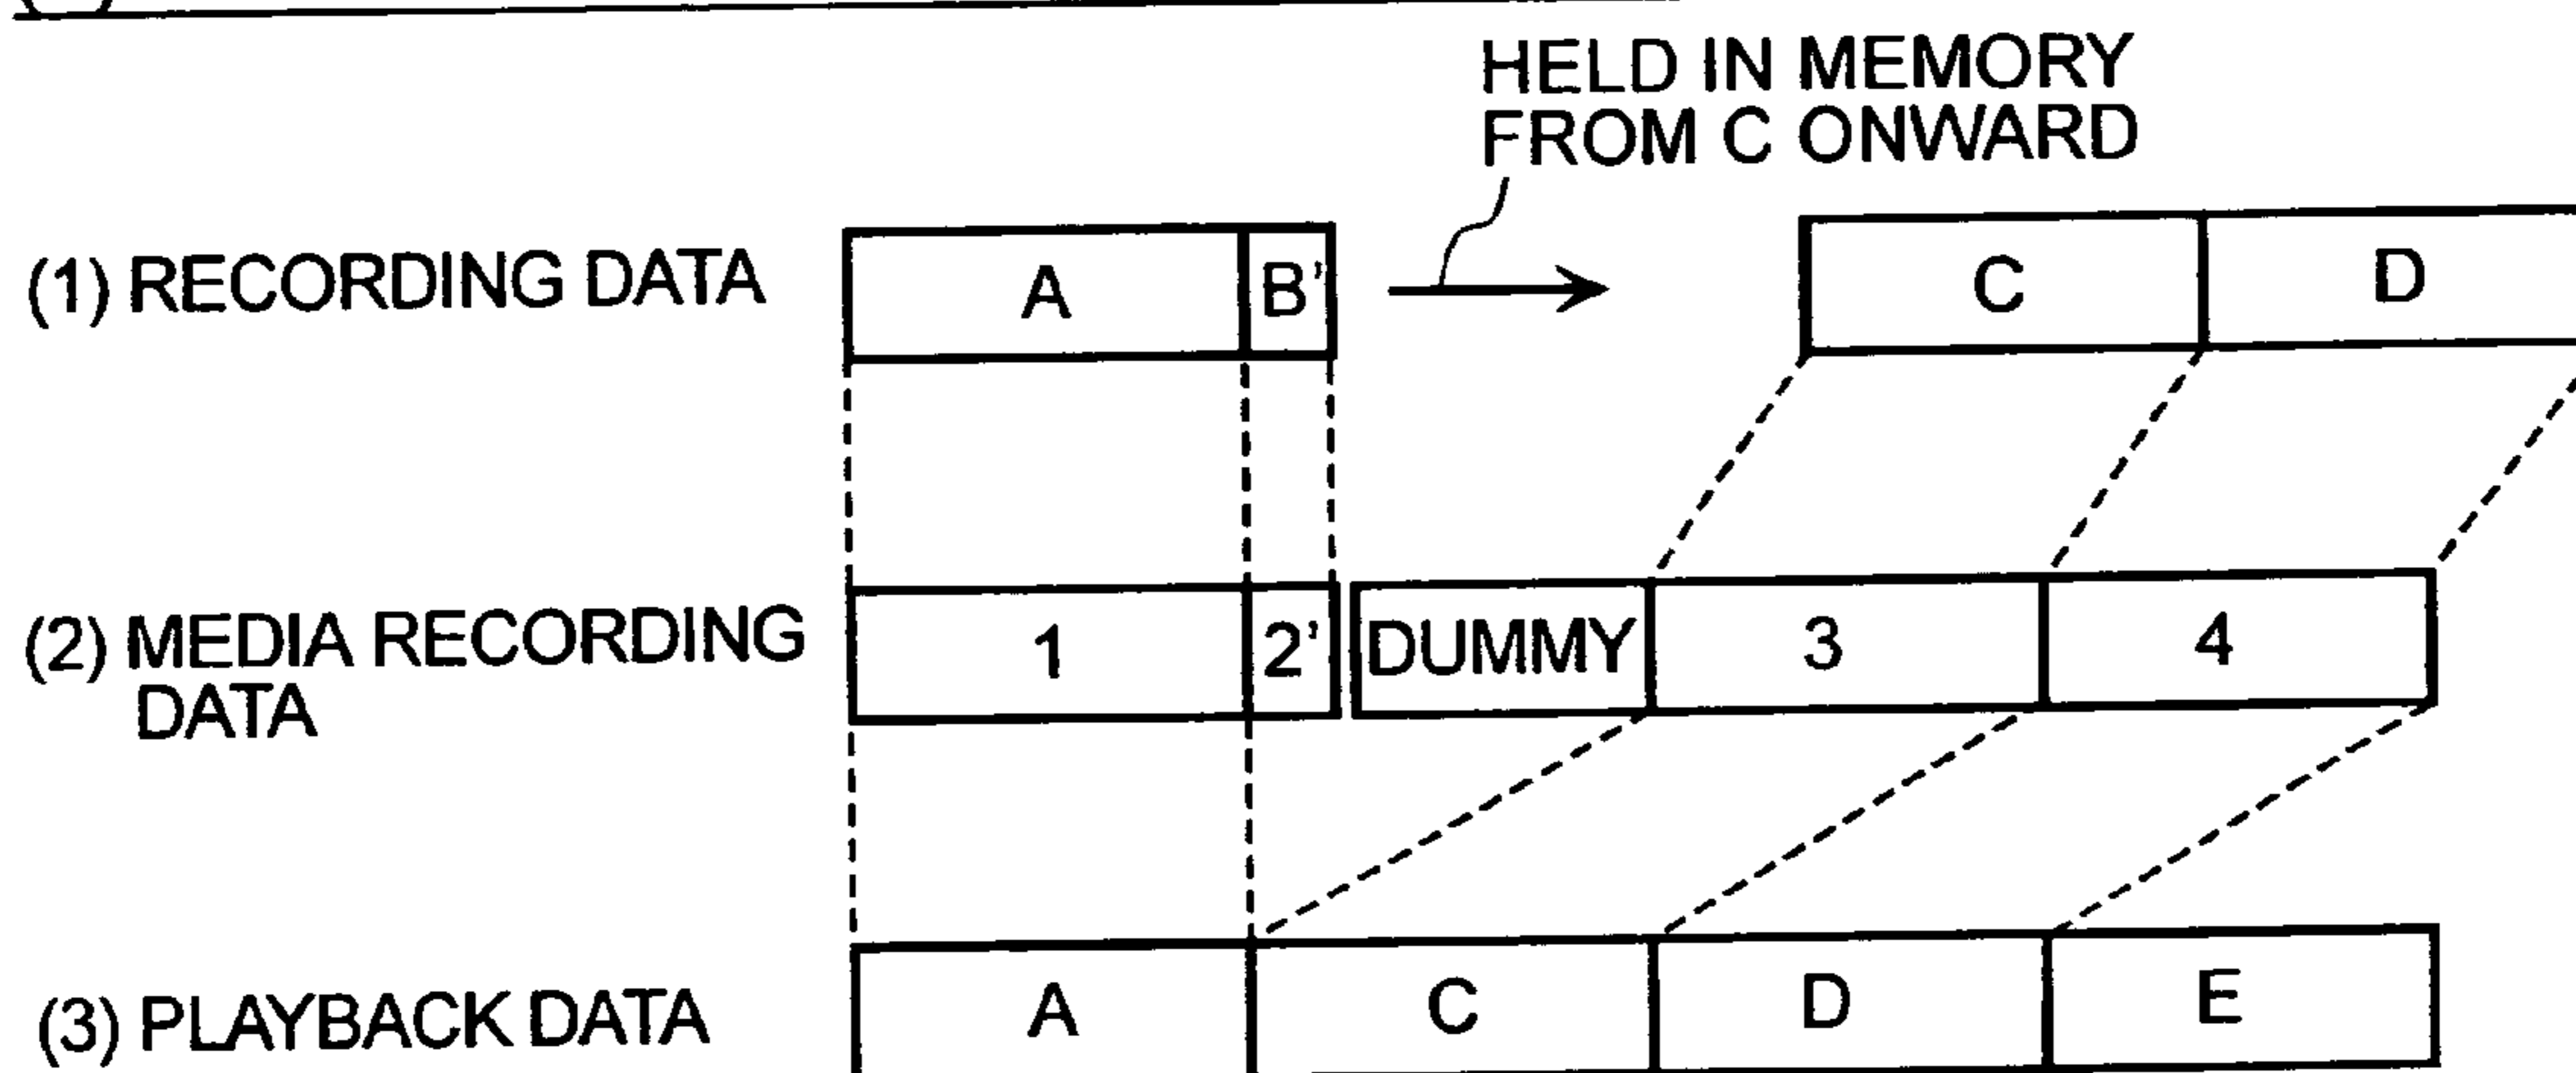 HELD IN MEMORY
FROM C ONWARD
(1) RECORDING DATA A B' C D
(2) MEDIA RECORDING
DATA
1 2' DUMMY 3 4
(3) PLAYBACK DATA A C D E